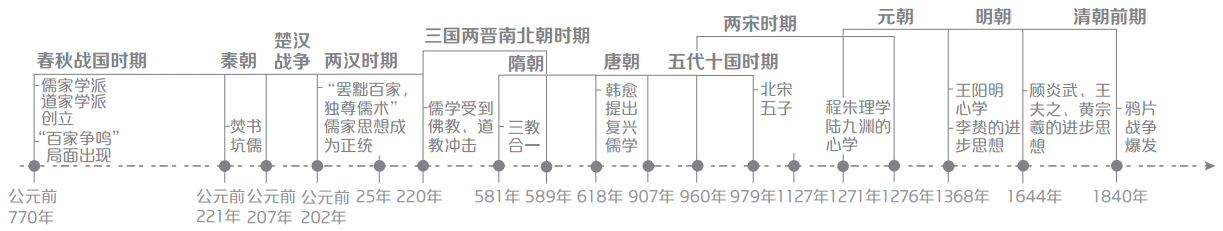 春秋战国时期
秦朝
楚汉
战争
两汉时期
三国两晋南北朝时期
隋朝
唐朝
五代十国时期
两宋时期
元朝
明朝
清朝前期
儒家学派
道家学派
创立
“百家争鸣”
局面出现
焚书
坑儒
“罢黜百家，
独尊儒术”
儒家思想成
为正统
儒学受到
佛教、道
教冲击
三教
合一
韩愈
提出
复兴
儒学
北宋
五子
程朱理学
陆九渊的
心学
王阳明
心学
李贽的进
步思想
顾炎武、王
夫之、黄宗
羲的进步思
想
鸦片
战争
爆发
公元前
770年
公元前
221年
公元前
207年
公元前
202年
25年
220年
581年
589年
618年
907年
960年
979年
1127年
1271年
1276年
1368年
1644年
1840年